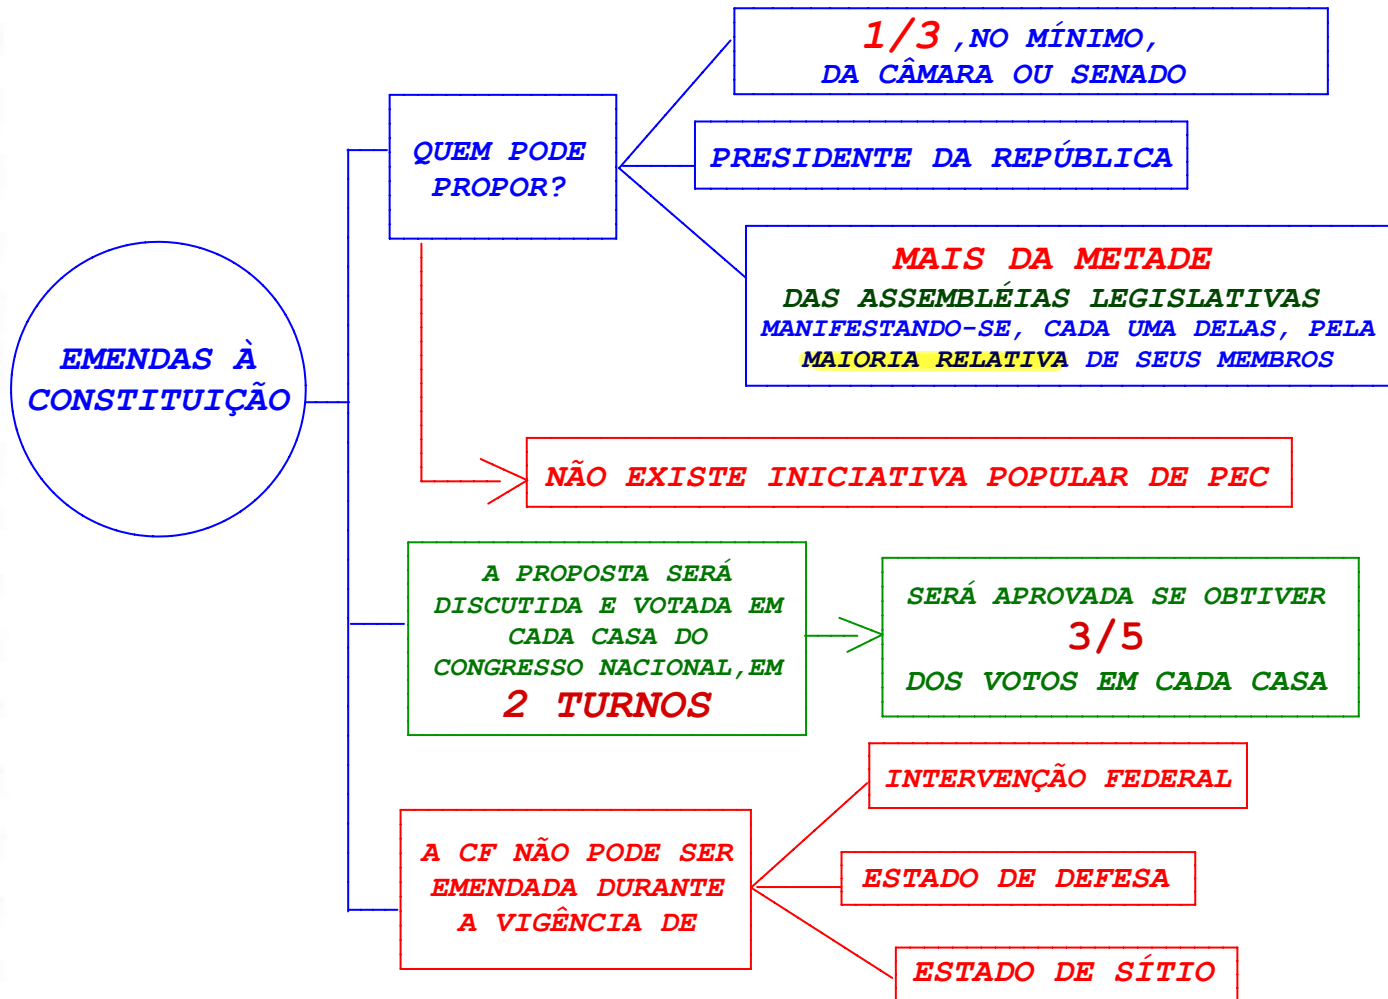 EMENDAS À
CONSTITUIÇÃO
QUEM PODE
PROPOR?
1/3 ,NO MÍNIMO,
DA CÂMARA OU SENADO
PRESIDENTE DA REPÚBLICA
MAIS DA METADE
DAS ASSEMBLÉIAS LEGISLATIVAS
MANIFESTANDO-SE, CADA UMA DELAS, PELA
MAIORIA RELATIVA DE SEUS MEMBROS
NÃO EXISTE INICIATIVA POPULAR DE PEC
A PROPOSTA SERÁ
DISCUTIDA E VOTADA EM
CADA CASA DO
CONGRESSO NACIONAL,EM
2 TURNOS
SERÁ APROVADA SE OBTIVER
3/5
DOS VOTOS EM CADA CASA
A CF NÃO PODE SER
EMENDADA DURANTE
A VIGÊNCIA DE
INTERVENÇÃO FEDERAL
ESTADO DE DEFESA
ESTADO DE SÍTIO